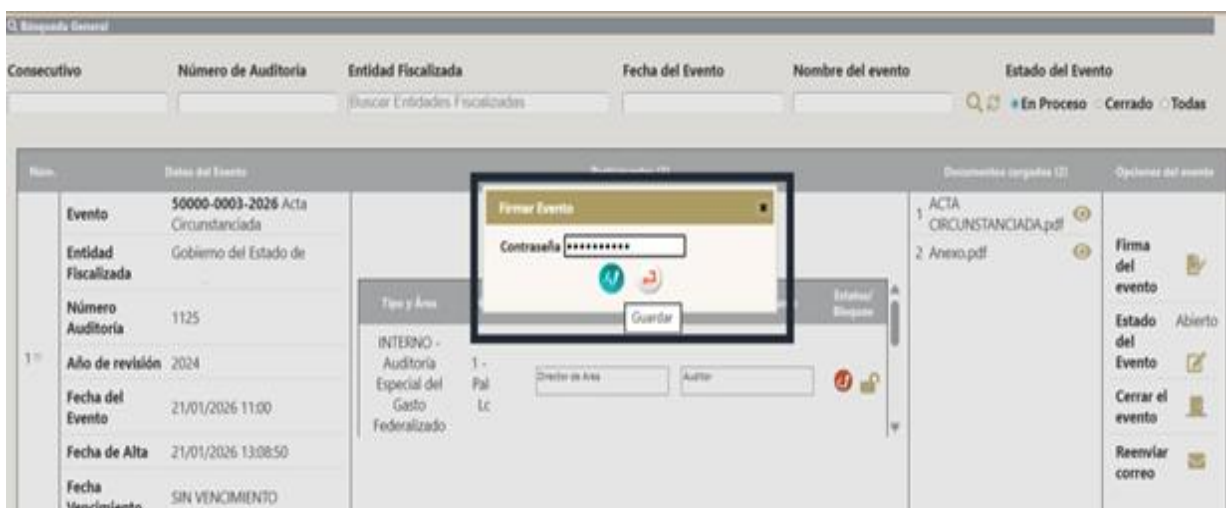 Búsqueda General
Consecutivo
Número de Auditoría
Entidad Fiscalizada
Fecha del Evento
Nombre del evento
Estado del Evento
Buscar Entidades Fiscalizadas
En Proceso
Cerrado
Todas
Núm.
Datos del Evento
Documentos cargados (2)
Opciones del evento
Evento
50000-0003-2026 Acta
Circunstanciada
Entidad
Fiscalizada
Gobierno del Estado de
Número
Auditoría
1125
1
Año de revisión
2024
Fecha del
Evento
21/01/2026 11:00
Fecha de Alta
21/01/2026 13:08:50
Fecha
Vencimiento
SIN VENCIMIENTO
Firmar Evento
Contraseña
Guardar
Tipo y Área
Estatus/
Bloqueo
INTERNO -
Auditoría
Especial del
Gasto
Federalizado
1 -
Pal
Lc
Director de Área
Auditor
1 ACTA
CIRCUNSTANCIADA.pdf
2 Anexo.pdf
Firma
del
evento
Estado
del
Evento
Abierto
Cerrar el
evento
Reenviar
correo